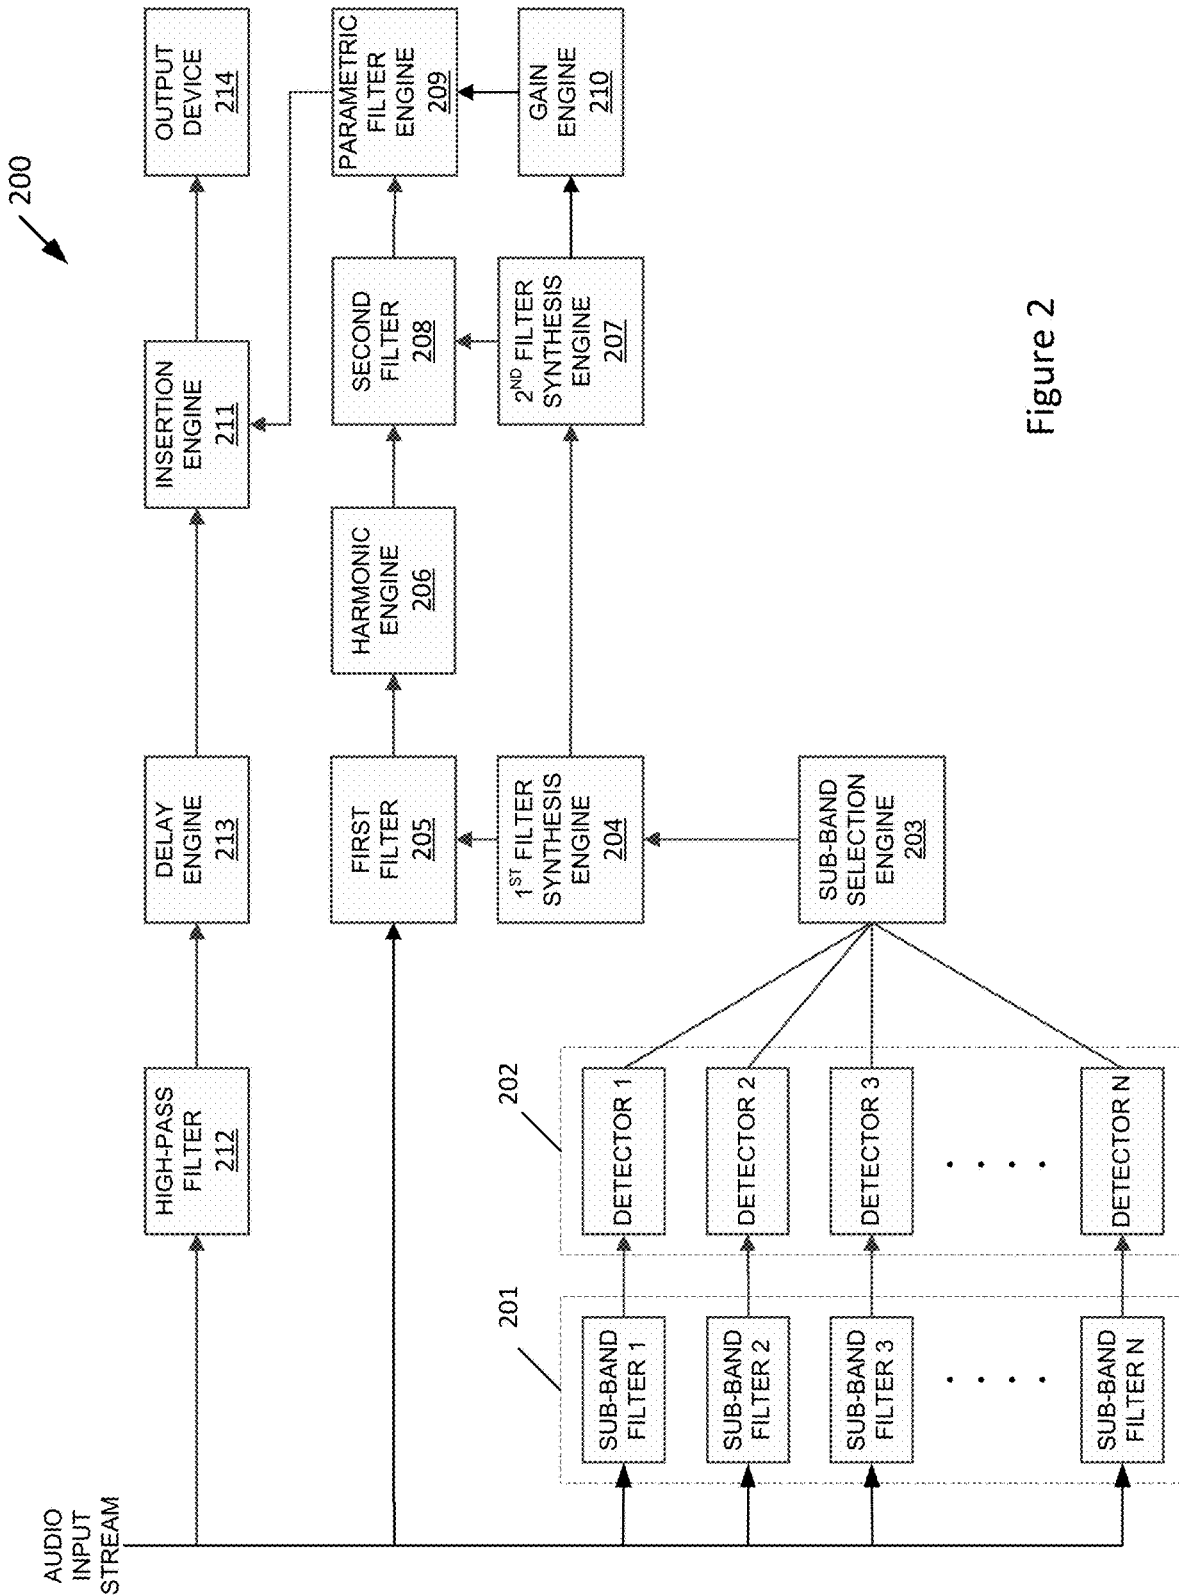 200
AUDIO
INPUT
STREAM
HIGH-PASS
FILTER
212
DELAY
ENGINE
213
INSERTION
ENGINE
211
OUTPUT
DEVICE
214
FIRST
FILTER
205
HARMONIC
ENGINE
206
SECOND
FILTER
208
PARAMETRIC
FILTER
ENGINE
209
1ST FILTER
SYNTHESIS
ENGINE
204
2ND FILTER
SYNTHESIS
ENGINE
207
GAIN
ENGINE
210
201
202
SUB-BAND
FILTER 1
DETECTOR 1
SUB-BAND
FILTER 2
DETECTOR 2
SUB-BAND
FILTER 3
DETECTOR 3
. . . .
. . . .
SUB-BAND
FILTER N
DETECTOR N
SUB-BAND
SELECTION
ENGINE
203
Figure 2